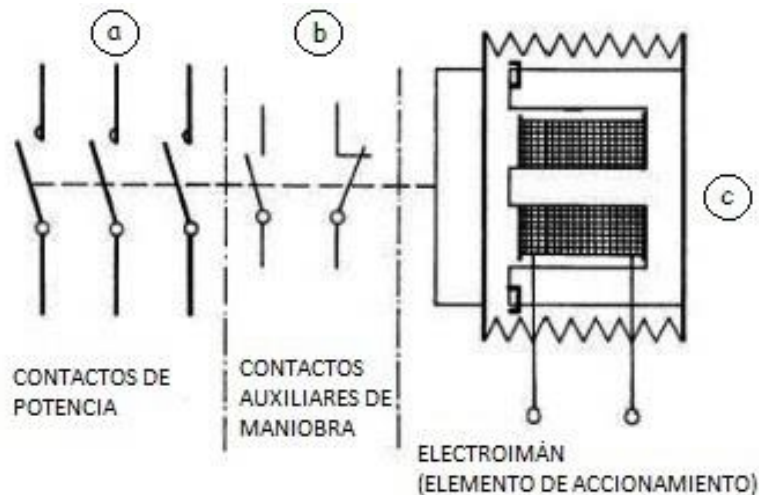 a
b
c
CONTACTOS DE
POTENCIA
CONTACTOS
AUXILIARES DE
MANIOBRA
ELECTROIMÁN
(ELEMENTO DE ACCIONAMIENTO)